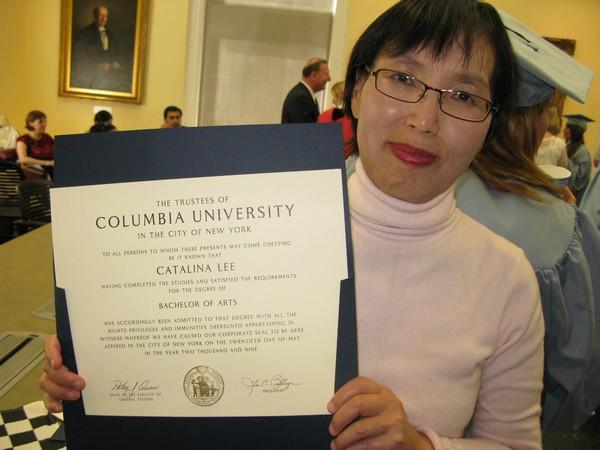 THE TRUSTEES OF
COLUMBIA UNIVERSITY
IN THE CITY OF NEW YORK
TO ALL PERSONS TO WHOM THESE PRESENTS MAY COME GREETING
BE IT KNOWN THAT
CATALINA LEE
HAVING COMPLETED THE STUDIES AND SATISFIED THE REQUIREMENTS
FOR THE DEGREE OF
BACHELOR OF ARTS
HAS ACCORDINGLY BEEN ADMITTED TO THAT DEGREE WITH ALL THE
RIGHTS PRIVILEGES AND IMMUNITIES THEREUNTO APPERTAINING IN
WITNESS WHEREOF WE HAVE CAUSED OUR CORPORATE SEAL TO BE HERE
AFFIXED IN THE CITY OF NEW YORK ON THE TWENTIETH DAY OF MAY
IN THE YEAR TWO THOUSAND AND NINE
DEAN OF THE FACULTY OF
GENERAL STUDIES
PRESIDENT